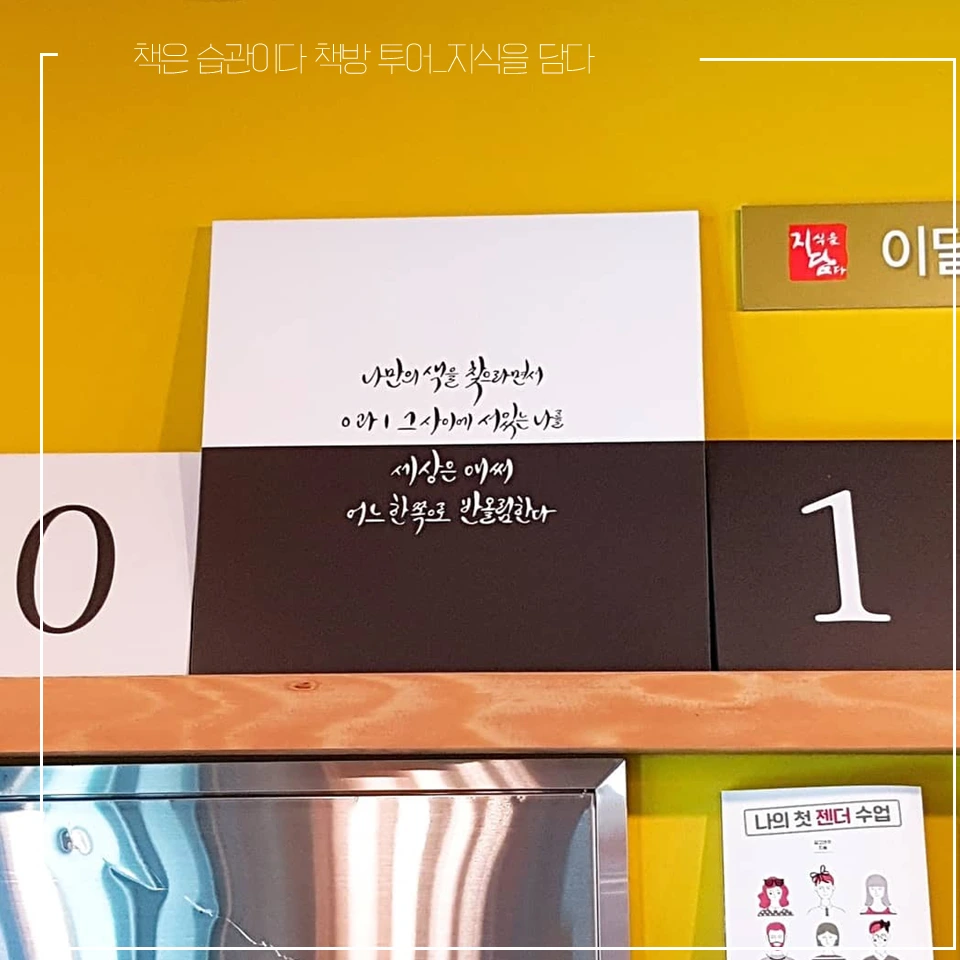 책은 습관이다 책방 투어_지식을 담다
지식을
담다
이달
나만의 색을 찾으라면서
0과 1 그 사이에 서있는 나를
세상은 애써
어느 한쪽으로 반올림한다
0
1
나의 첫 젠더 수업